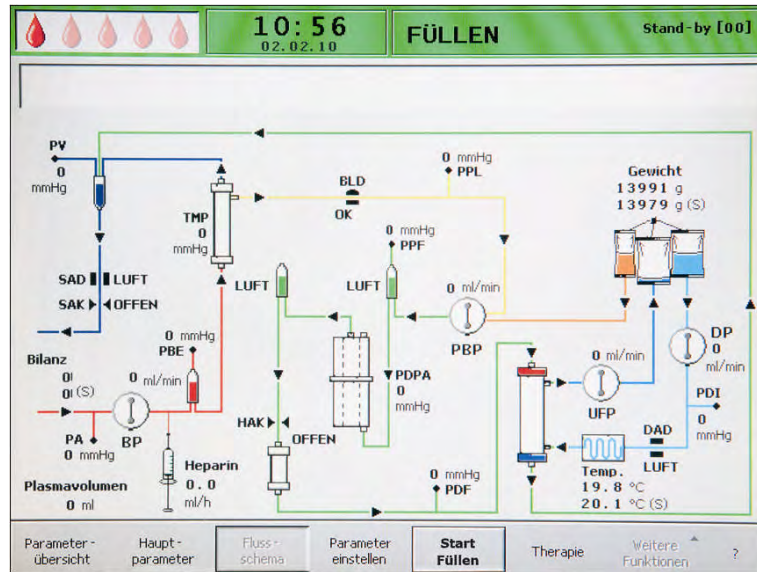 10:56
02.02.10
FÜLLEN
Stand-by [00]
PV
0
mmHg
BLD
OK
0 mmHg
PPL
Gewicht
13991 g
13979 g (S)
TMP
0
mmHg
0 mmHg
PPF
SAD LUFT
SAK OFFEN
LUFT
LUFT
0 ml/min
PBP
DP
0
ml/min
Bilanz
0l
0l (S)
0 mmHg
PBE
0 ml/min
PDPA
0
mmHg
0 ml/min
UFP
PDI
0
mmHg
PA
0 mmHg
BP
HAK
OFFEN
DAD
LUFT
Heparin
0.0
ml/h
0 mmHg
PDF
Temp.
19.8 °C
20.1 °C (S)
Plasmavolumen
0 ml
Parameter-
übersicht
Haupt-
parameter
Fluss-
schema
Parameter
einstellen
Start
Füllen
Therapie
Weitere
Funktionen
?